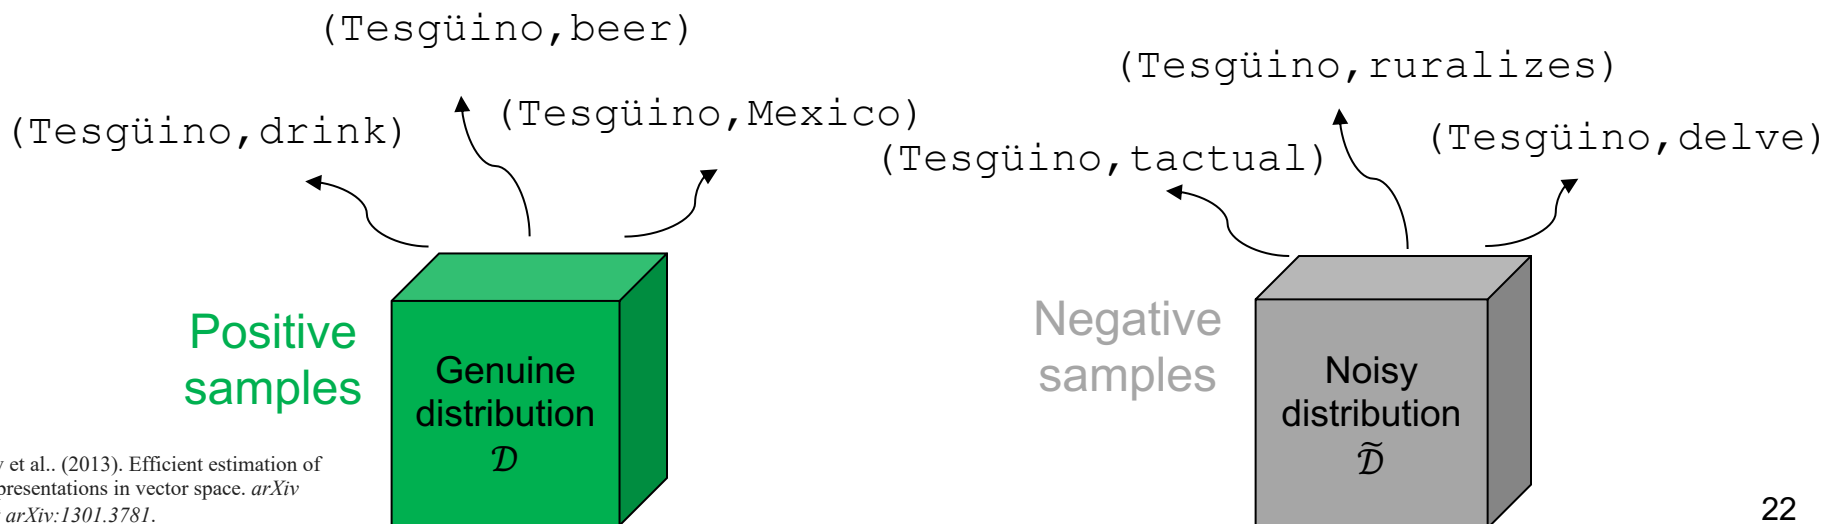 (Tesgüino,beer)
(Tesgüino,drink)
(Tesgüino,Mexico)
Positive
samples
Genuine
distribution
𝒟
(Tesgüino,ruralizes)
(Tesgüino,tactual)
(Tesgüino,delve)
Negative
samples
Noisy
distribution
𝒟̃
et al.. (2013). Efficient estimation of
presentations in vector space. arXiv
arXiv:1301.3781.
22